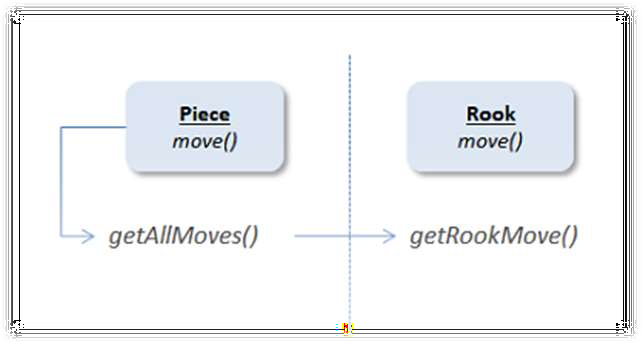 Piece
move()
Rook
move()
getAllMoves()
getRookMove()